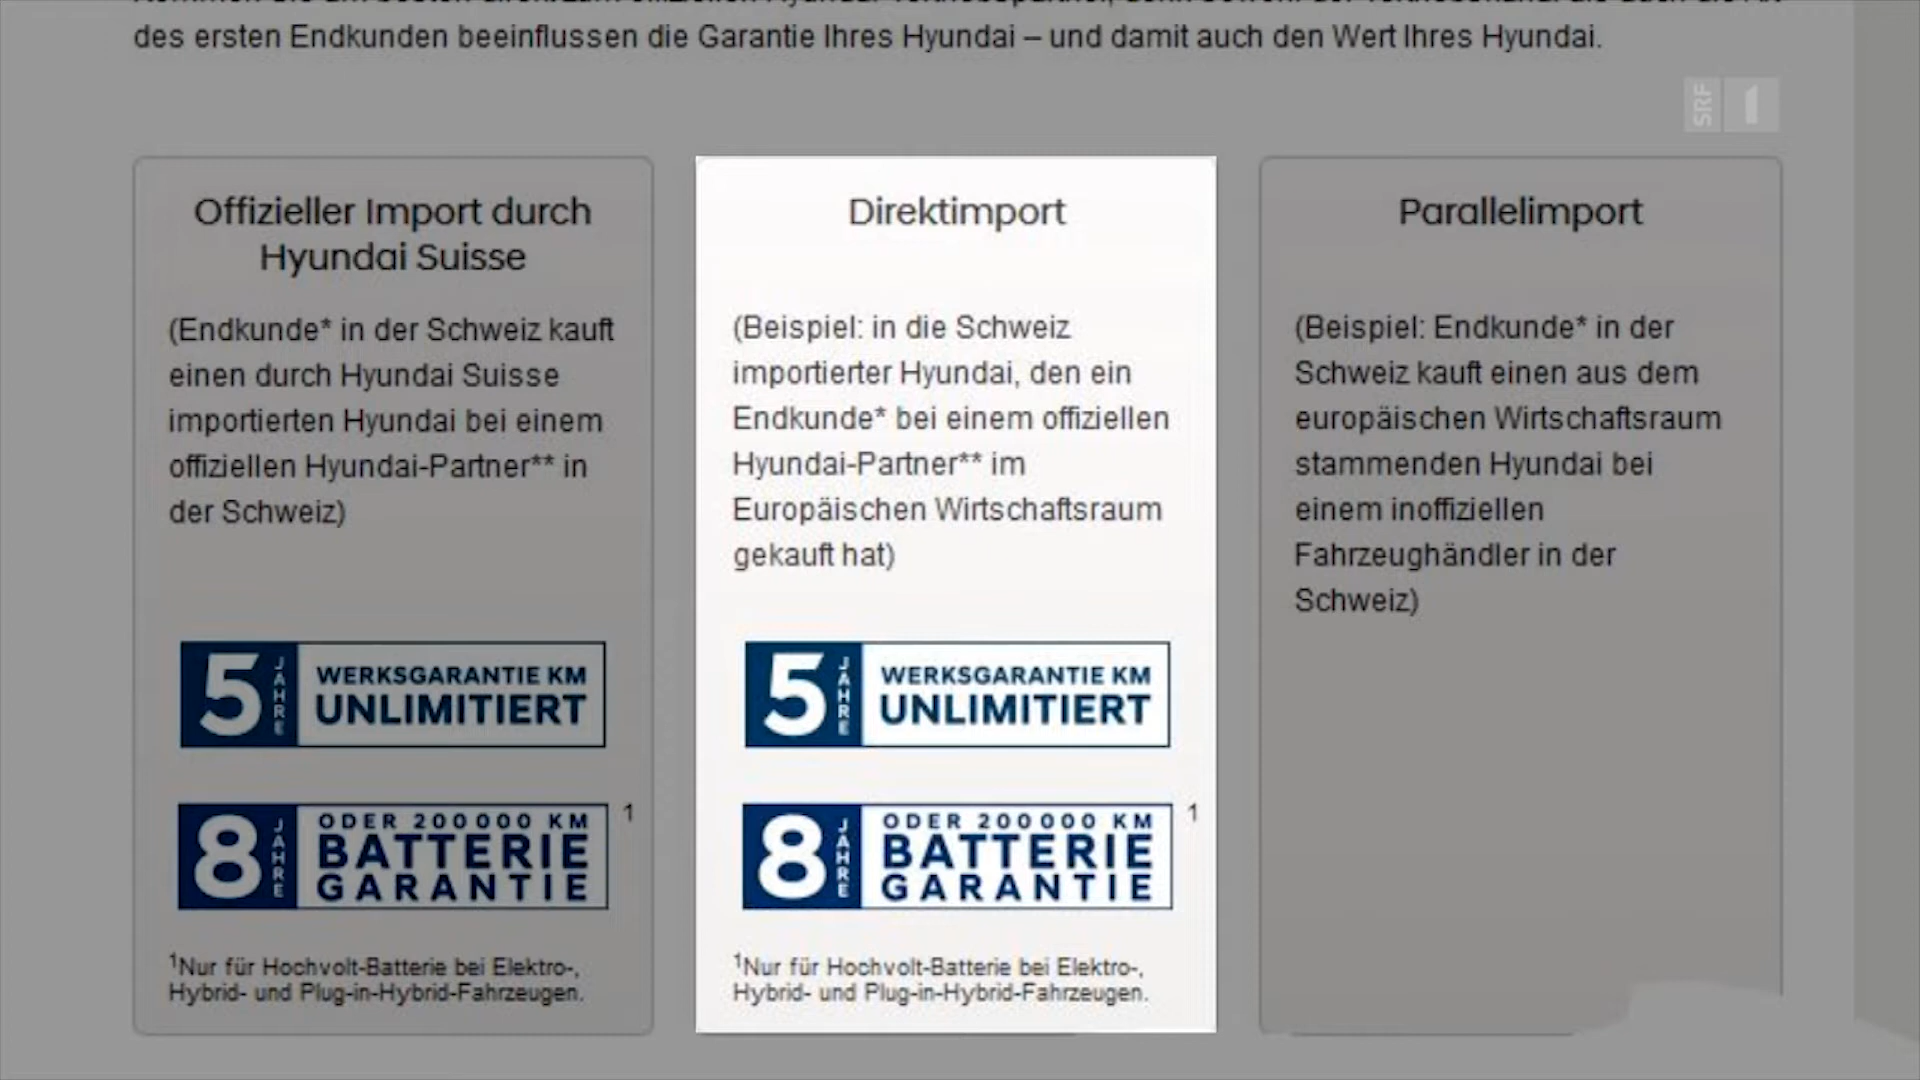 des ersten Endkunden beeinflussen die Garantie Ihres Hyundai – und damit auch den Wert Ihres Hyundai.
SRF 1
Offizieller Import durch
Hyundai Suisse
(Endkunde* in der Schweiz kauft
einen durch Hyundai Suisse
importierten Hyundai bei einem
offiziellen Hyundai-Partner** in
der Schweiz)
5 JAHRE
WERKSGARANTIE KM
UNLIMITIERT
8 JAHRE
ODER 200 000 KM
BATTERIE
GARANTIE
1
1Nur für Hochvolt-Batterie bei Elektro-,
Hybrid- und Plug-in-Hybrid-Fahrzeugen.
Direktimport
(Beispiel: in die Schweiz
importierter Hyundai, den ein
Endkunde* bei einem offiziellen
Hyundai-Partner** im
Europäischen Wirtschaftsraum
gekauft hat)
5 JAHRE
WERKSGARANTIE KM
UNLIMITIERT
8 JAHRE
ODER 200 000 KM
BATTERIE
GARANTIE
1
1Nur für Hochvolt-Batterie bei Elektro-,
Hybrid- und Plug-in-Hybrid-Fahrzeugen.
Parallelimport
(Beispiel: Endkunde* in der
Schweiz kauft einen aus dem
europäischen Wirtschaftsraum
stammenden Hyundai bei
einem inoffiziellen
Fahrzeughändler in der
Schweiz)